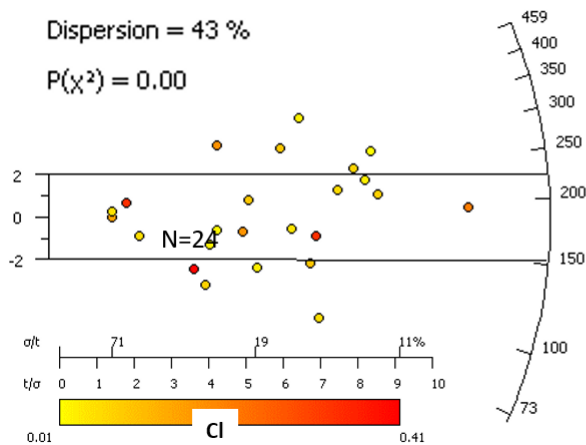 Dispersion = 43 %
P(χ²) = 0.00
459
400
350
300
250
200
150
100
73
2
0
-2
N=24
σ/t 71 19 11%
t/σ 0 1 2 3 4 5 6 7 8 9 10
Cl
0.01 0.41